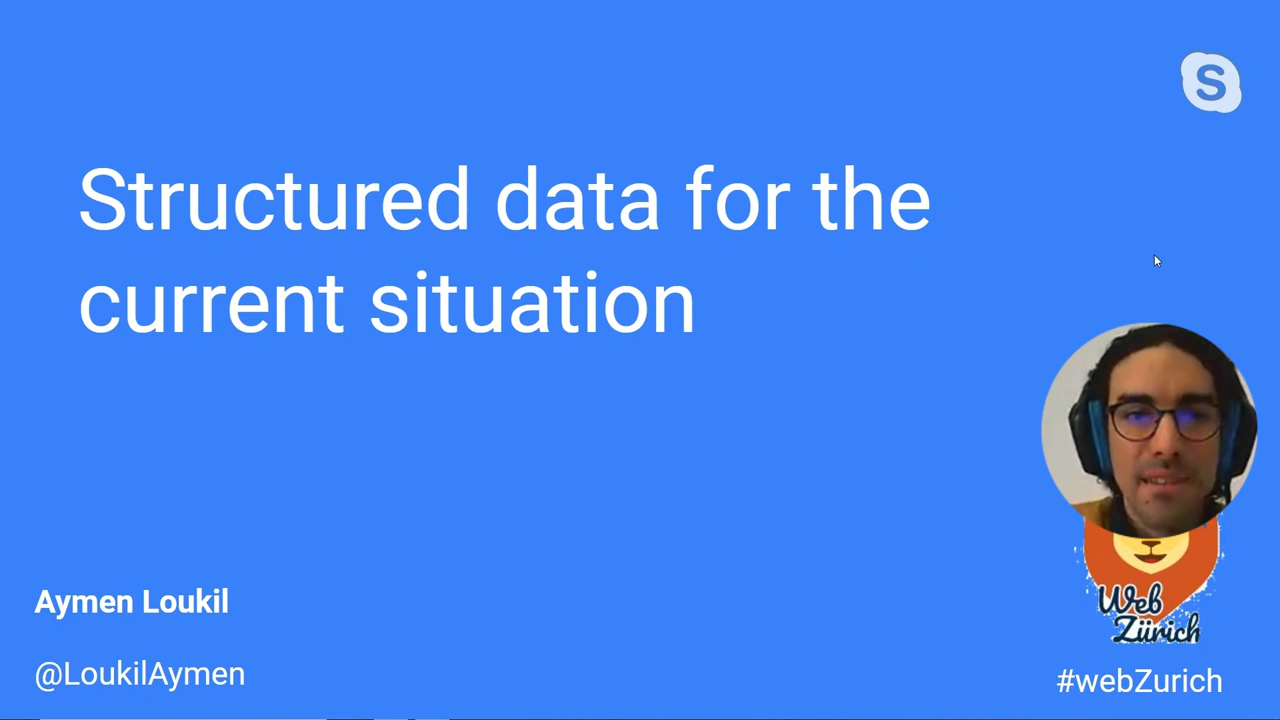 S
Structured data for the
current situation
Aymen Loukil
@LoukilAymen
Web
Zürich
#webZurich